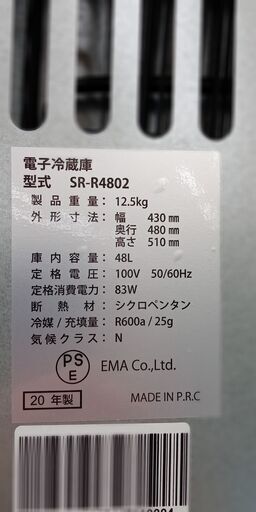 電子冷蔵庫
型式 SR-R4802
製品重量: 12.5kg
外形寸法: 幅 430㎜
奥行 480㎜
高さ 510㎜
庫内容量: 48L
定格電圧: 100V 50/60Hz
定格消費電力: 83W
断熱材: シクロペンタン
冷媒/充填量: R600a / 25g
気候クラス: N
PS
E
EMA Co.,Ltd.
20 年製
MADE IN P.R.C